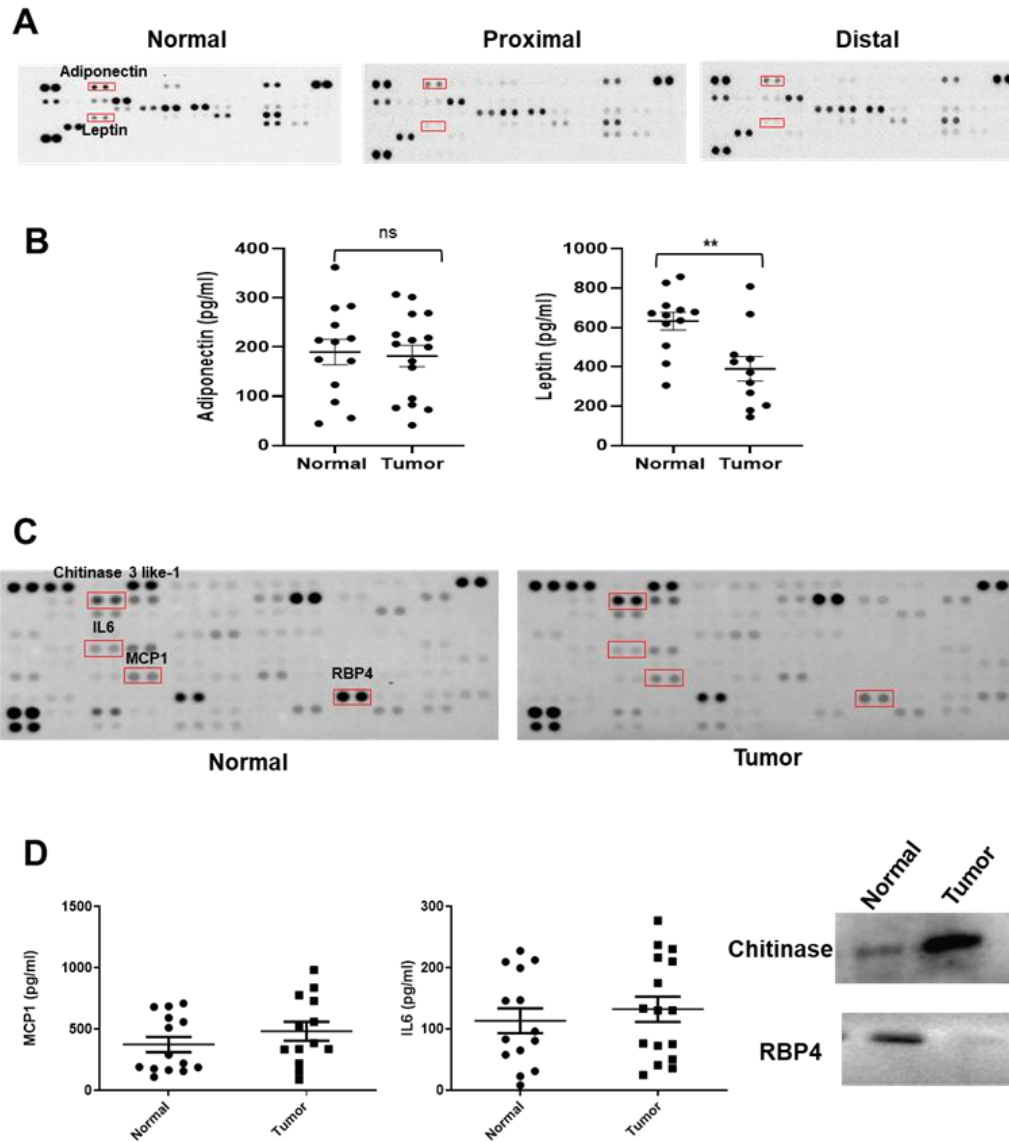 A
Normal
Proximal
Distal
Adiponectin
Leptin
B
400
300
200
100
0
Adiponectin (pg/ml)
ns
Normal Tumor
1000
800
600
400
200
0
Leptin (pg/ml)
**
Normal Tumor
C
Chitinase 3 like-1
IL6
MCP1
RBP4
Normal
Tumor
D
1500
1000
500
0
MCP1 (pg/ml)
Normal
Tumor
300
200
100
0
IL6 (pg/ml)
Normal
Tumor
Normal
Tumor
Chitinase
RBP4